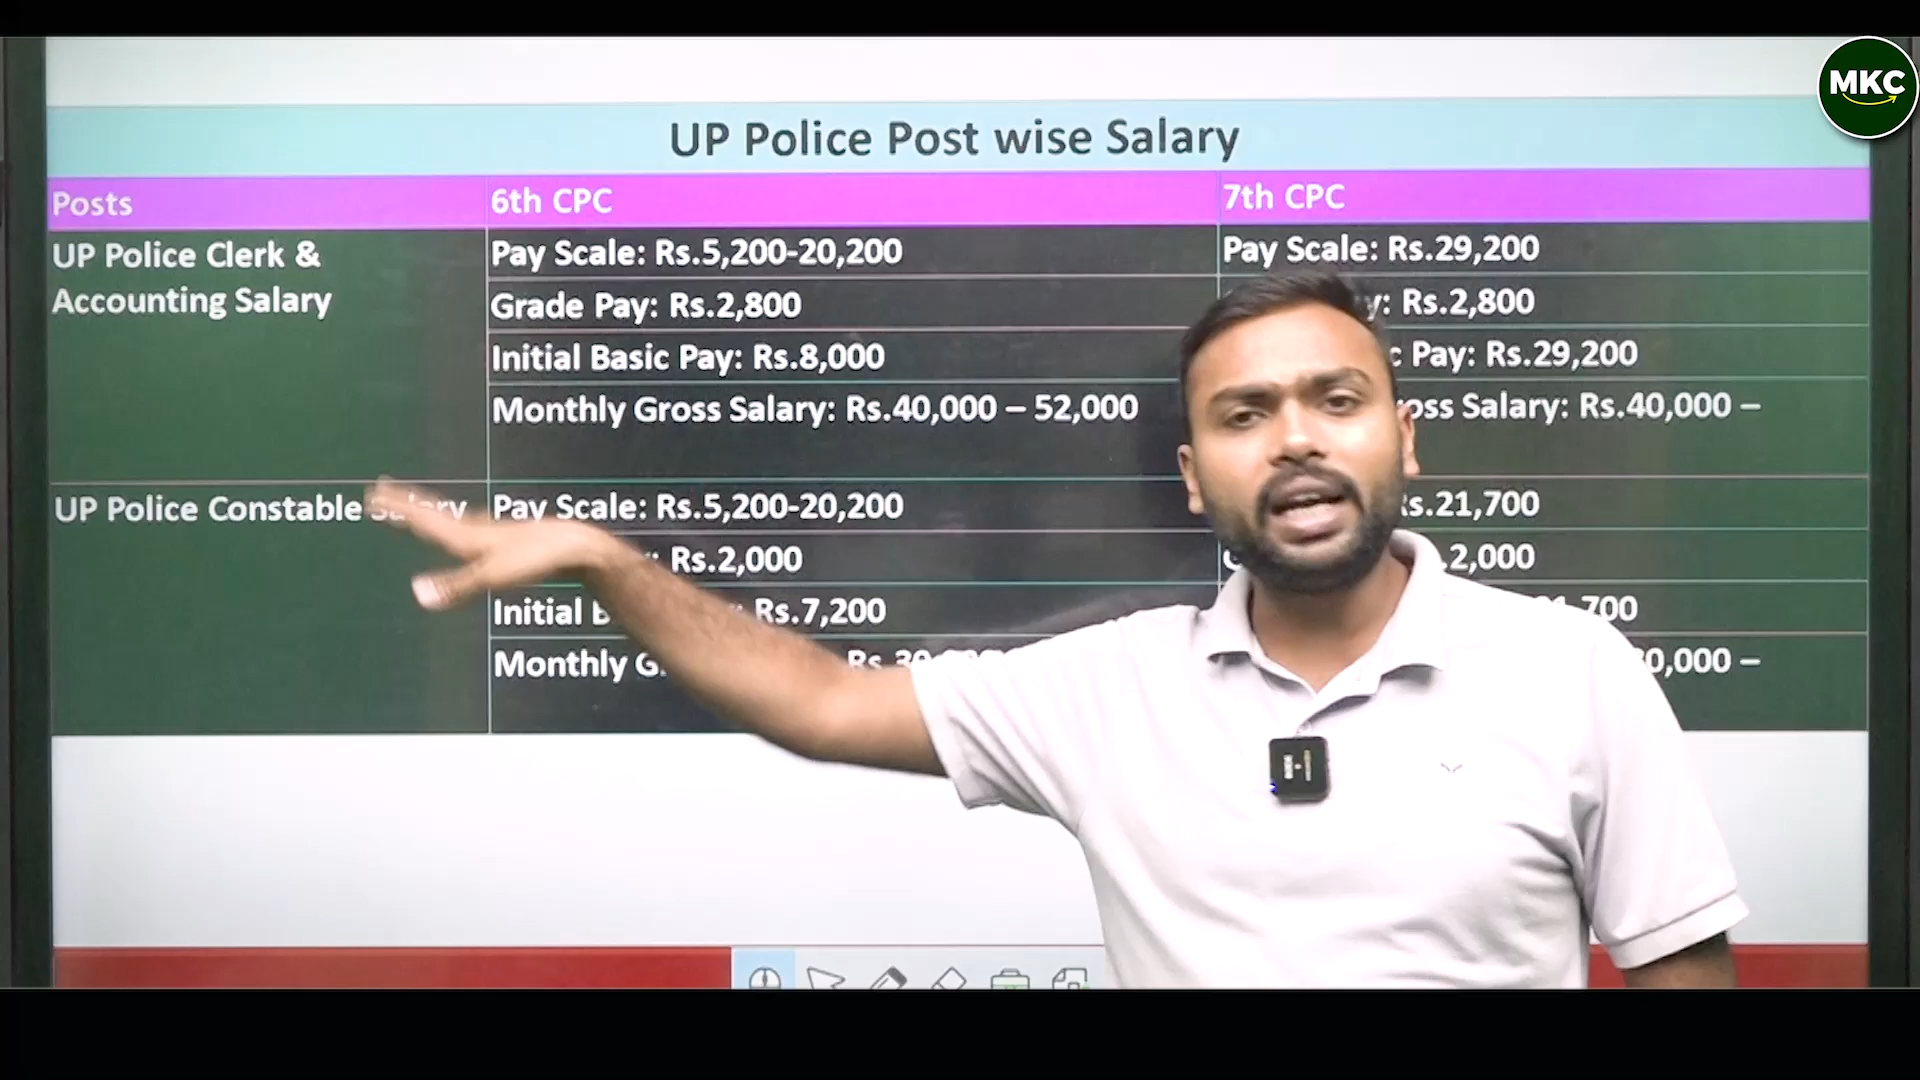 MKC
UP Police Post wise Salary
Posts 6th CPC 7th CPC
UP Police Clerk & Pay Scale: Rs.5,200-20,200 Pay Scale: Rs.29,200
Accounting Salary Grade Pay: Rs.2,800 Rs.2,800
Initial Basic Pay: Rs.8,000 Pay: Rs.29,200
Monthly Gross Salary: Rs.40,000 – 52,000 Salary: Rs.40,000 –
UP Police Constable Salary Pay Scale: Rs.5,200-20,200 Rs.21,700
Rs.2,000 2,000
Initial Rs.7,200
Monthly